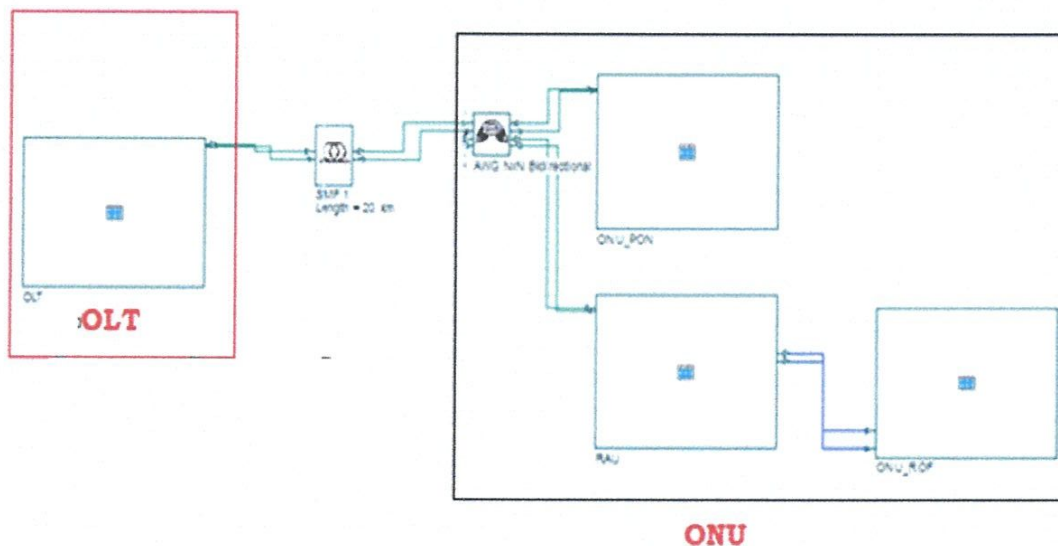 OLT
OLT
SMF 1
Length = 20 km
AWG NxN Bidirectional
ONU_PON
RAU
ONU_ROF
ONU